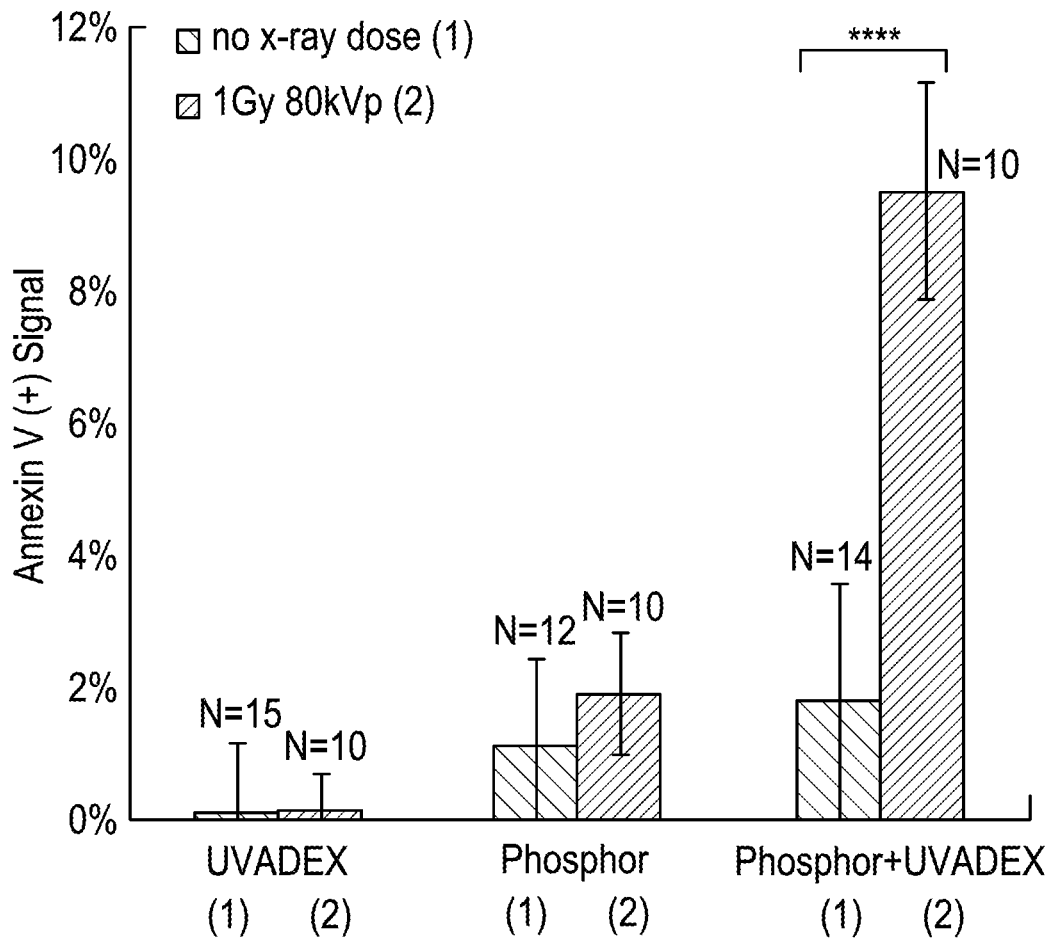 12%
10%
8%
6%
4%
2%
0%
Annexin V (+) Signal
no x-ray dose (1)
1Gy 80kVp (2)
****
N=15
N=10
N=12
N=10
N=14
N=10
UVADEX
Phosphor
Phosphor+UVADEX
(1) (2) (1) (2) (1) (2)